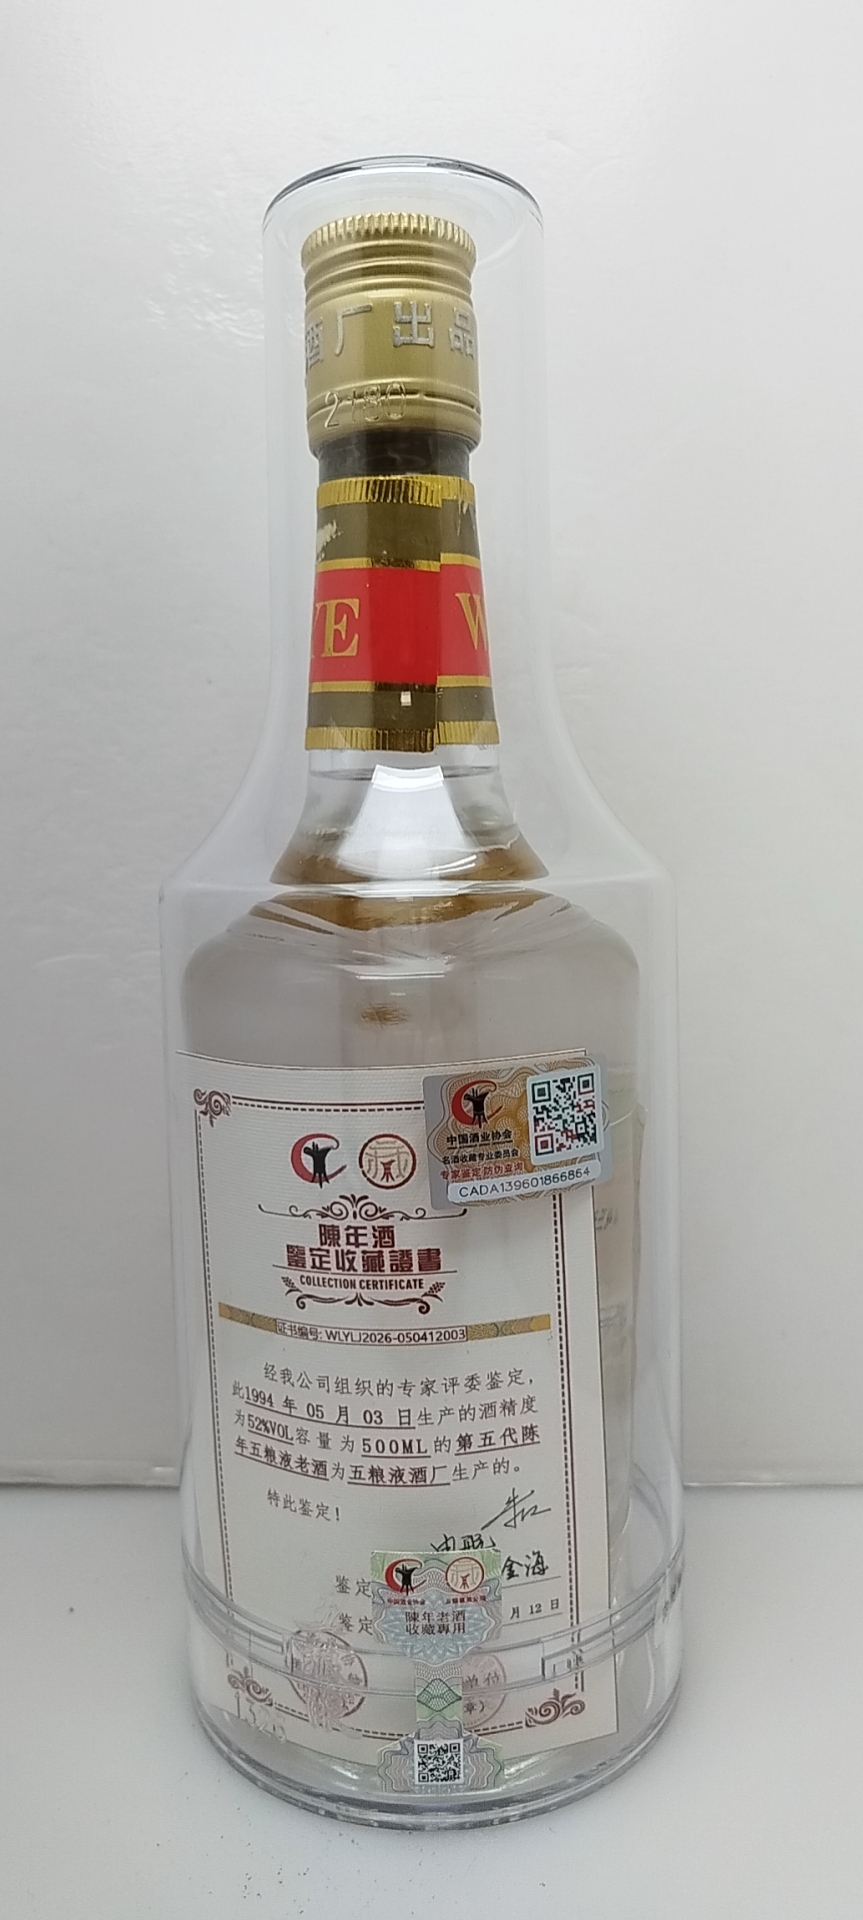 酒厂出品
2180
YE W
中国酒业协会
名酒收藏专业委员会
专家鉴定防伪查询
CADA139601866864
陳年酒
鑒定收藏證書
COLLECTION CERTIFICATE
证书编号: WLYLJ2026-050412003
经我公司组织的专家评委鉴定，
此1994 年 05 月 03 日生产的酒精度
为52%VOL容量为500ML的第五代陈
年五粮液老酒为五粮液酒厂生产的。
特此鉴定！
金海
鉴定
鉴定 月 12 日
陳年老酒
收藏專用